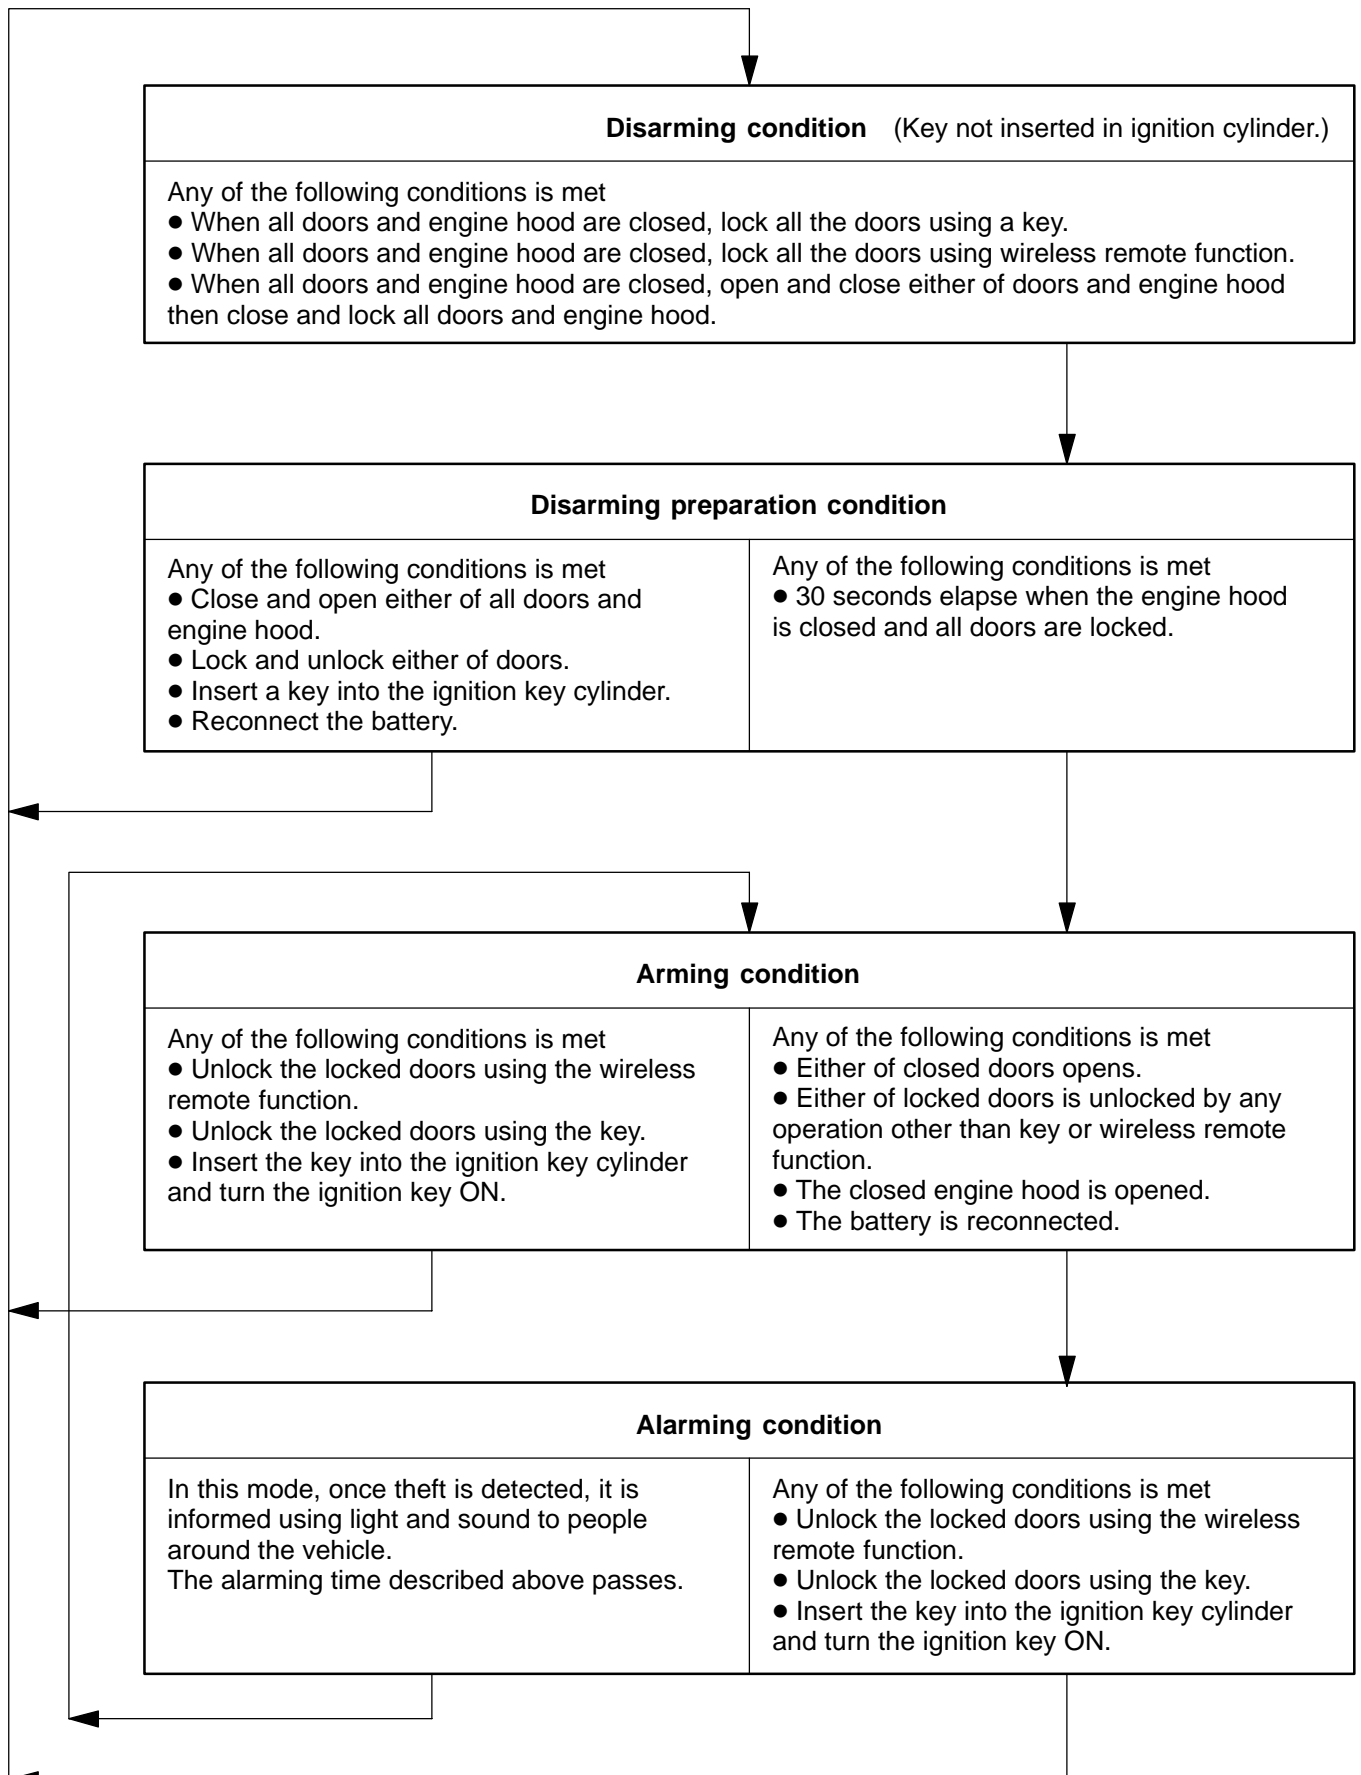 Disarming condition (Key not inserted in ignition cylinder.)
Any of the following conditions is met
● When all doors and engine hood are closed, lock all the doors using a key.
● When all doors and engine hood are closed, lock all the doors using wireless remote function.
● When all doors and engine hood are closed, open and close either of doors and engine hood
then close and lock all doors and engine hood.
Disarming preparation condition
Any of the following conditions is met
● Close and open either of all doors and
engine hood.
● Lock and unlock either of doors.
● Insert a key into the ignition key cylinder.
● Reconnect the battery.
Any of the following conditions is met
● 30 seconds elapse when the engine hood
is closed and all doors are locked.
Arming condition
Any of the following conditions is met
● Unlock the locked doors using the wireless
remote function.
● Unlock the locked doors using the key.
● Insert the key into the ignition key cylinder
and turn the ignition key ON.
Any of the following conditions is met
● Either of closed doors opens.
● Either of locked doors is unlocked by any
operation other than key or wireless remote
function.
● The closed engine hood is opened.
● The battery is reconnected.
Alarming condition
In this mode, once theft is detected, it is
informed using light and sound to people
around the vehicle.
The alarming time described above passes.
Any of the following conditions is met
● Unlock the locked doors using the wireless
remote function.
● Unlock the locked doors using the key.
● Insert the key into the ignition key cylinder
and turn the ignition key ON.